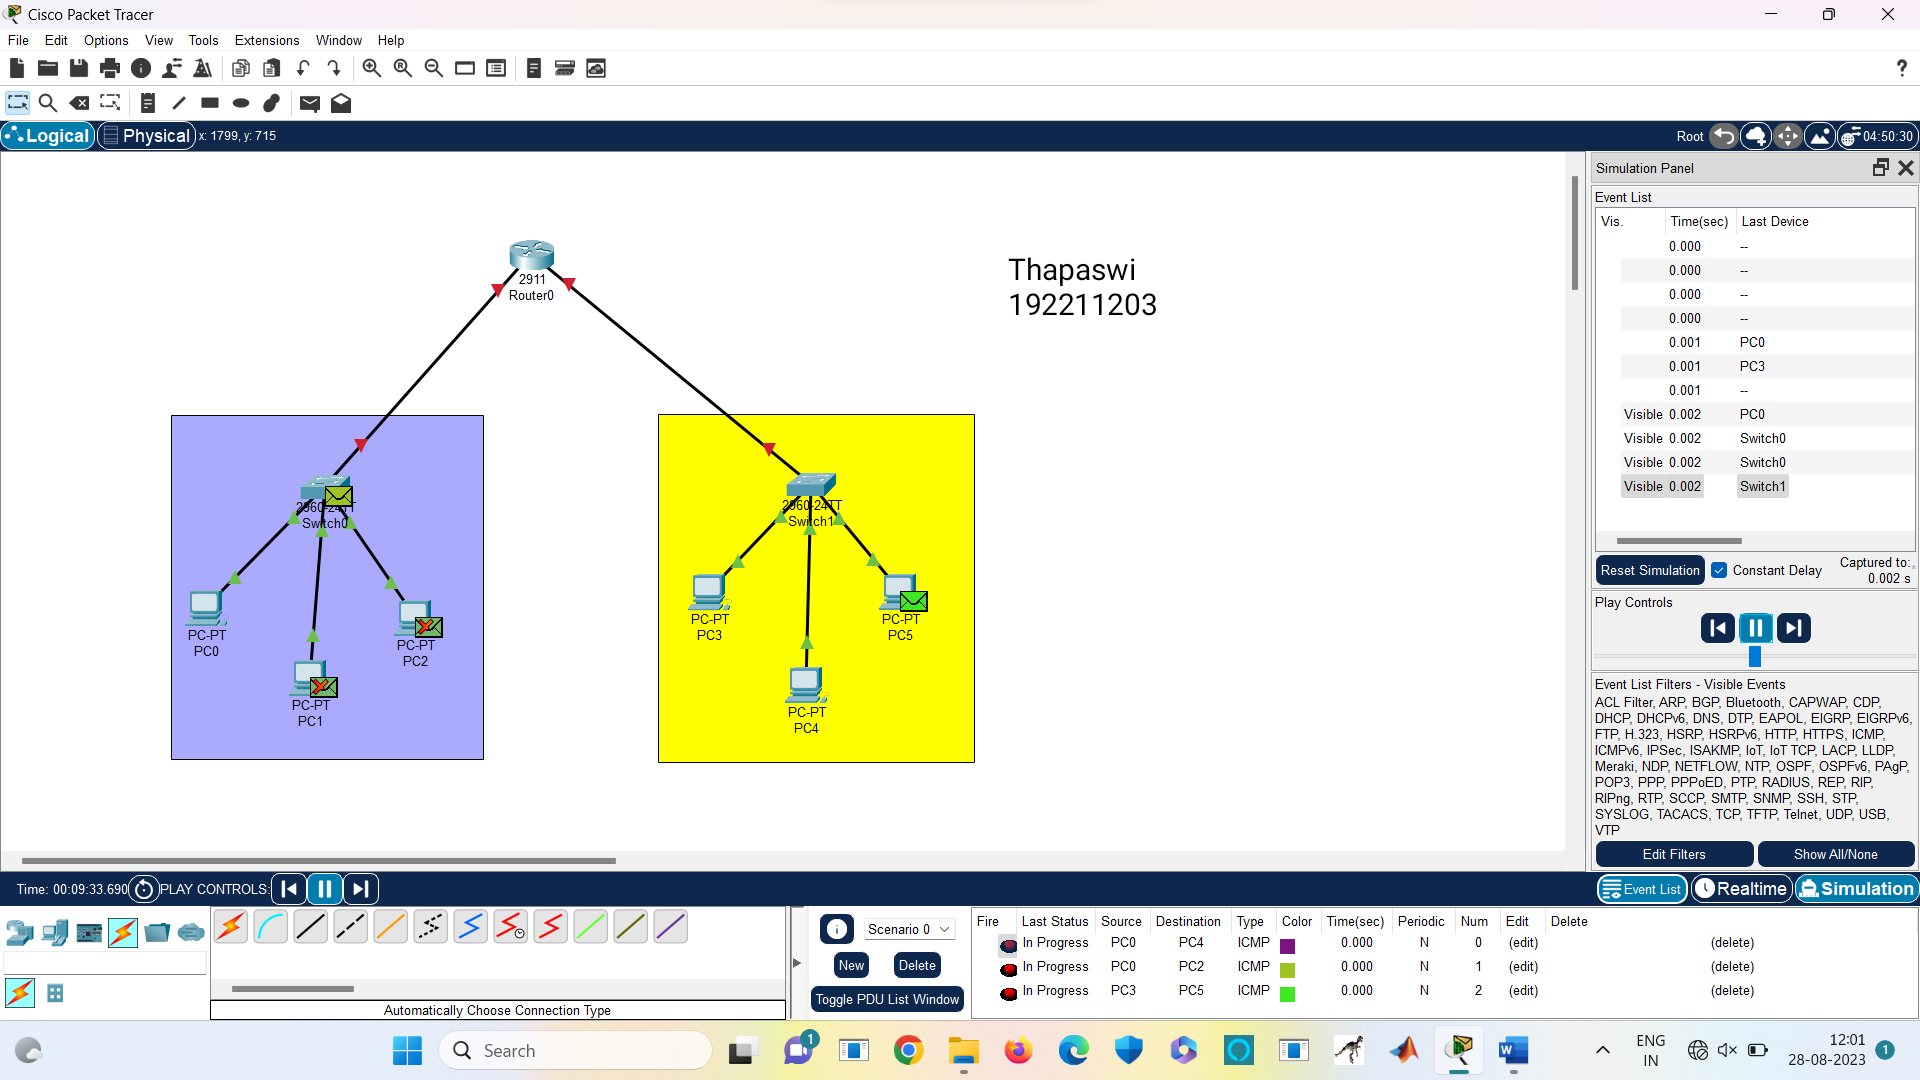 Cisco Packet Tracer
File Edit Options View Tools Extensions Window Help
?
Logical Physical x: 1799, y: 715 Root 04:50:30
Simulation Panel
Event List
Vis. Time(sec) Last Device
0.000 --
0.000 --
0.000 --
0.000 --
0.001 PC0
0.001 PC3
0.001 --
Visible 0.002 PC0
Visible 0.002 Switch0
Visible 0.002 Switch0
Visible 0.002 Switch1
Reset Simulation Constant Delay Captured to:
0.002 s
Play Controls
Event List Filters - Visible Events
ACL Filter, ARP, BGP, Bluetooth, CAPWAP, CDP,
DHCP, DHCPv6, DNS, DTP, EAPOL, EIGRP, EIGRPv6,
FTP, H.323, HSRP, HSRPv6, HTTP, HTTPS, ICMP,
ICMPv6, IPSec, ISAKMP, IoT, IoT TCP, LACP, LLDP,
Meraki, NDP, NETFLOW, NTP, OSPF, OSPFv6, PAgP,
POP3, PPP, PPPoED, PTP, RADIUS, REP, RIP,
RIPng, RTP, SCCP, SMTP, SNMP, SSH, STP,
SYSLOG, TACACS, TCP, TFTP, Telnet, UDP, USB,
VTP
Edit Filters Show All/None
2911
Router0
Thapaswi
192211203
2960-24TT
Switch0
PC-PT
PC0
PC-PT
PC1
PC-PT
PC2
2960-24TT
Switch1
PC-PT
PC3
PC-PT
PC4
PC-PT
PC5
Time: 00:09:33.690 PLAY CONTROLS:
Event List Realtime Simulation
Automatically Choose Connection Type
Scenario 0
New Delete
Toggle PDU List Window
Fire Last Status Source Destination Type Color Time(sec) Periodic Num Edit Delete
In Progress PC0 PC4 ICMP 0.000 N 0 (edit) (delete)
In Progress PC0 PC2 ICMP 0.000 N 1 (edit) (delete)
In Progress PC3 PC5 ICMP 0.000 N 2 (edit) (delete)
Search
1
ENG
IN
12:01
28-08-2023
1